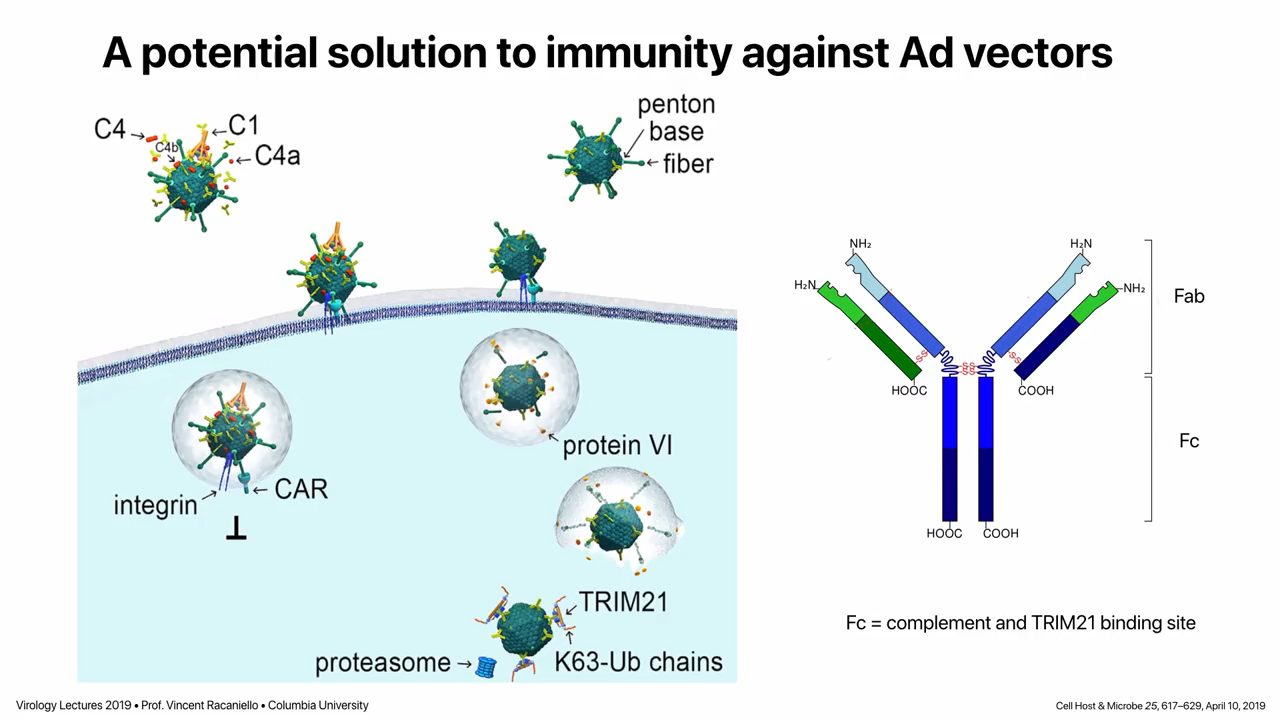 A potential solution to immunity against Ad vectors
C4
C1
C4b
C4a
penton
base
fiber
protein VI
integrin
CAR
TRIM21
K63-Ub chains
proteasome
NH₂
H₂N
H₂N
NH₂
Fab
S
S
S
S
S
S
S
S
HOOC
COOH
Fc
HOOC
COOH
Fc = complement and TRIM21 binding site
Virology Lectures 2019 • Prof. Vincent Racaniello • Columbia University
Cell Host & Microbe 25, 617–629, April 10, 2019